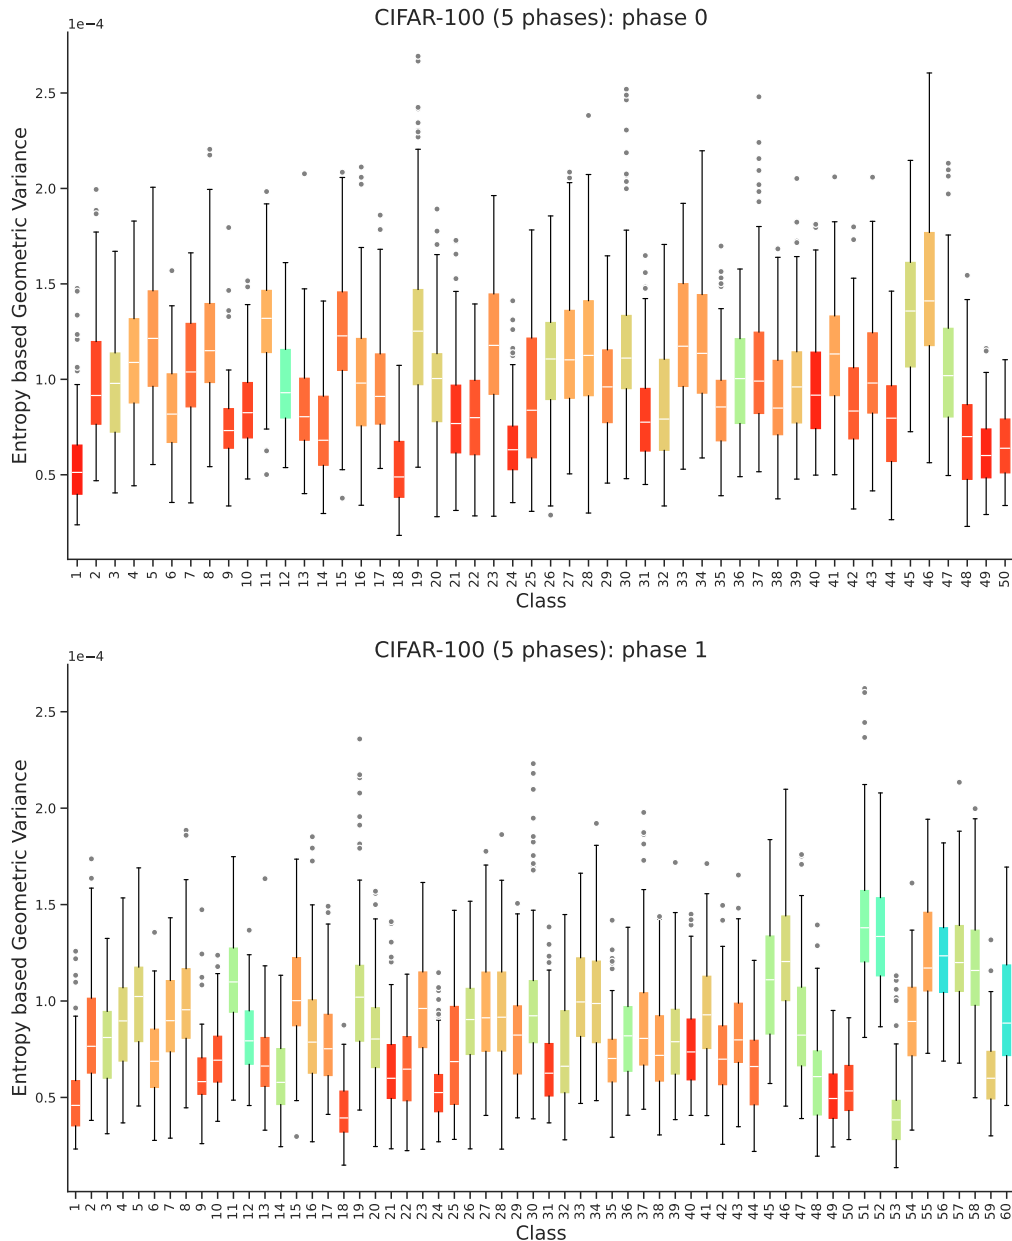 CIFAR-100 (5 phases): phase 0
1e−4
2.5
2.0
1.5
1.0
0.5
Entropy based Geometric Variance
1 2 3 4 5 6 7 8 9 10 11 12 13 14 15 16 17 18 19 20 21 22 23 24 25 26 27 28 29 30 31 32 33 34 35 36 37 38 39 40 41 42 43 44 45 46 47 48 49 50
Class
CIFAR-100 (5 phases): phase 1
1e−4
2.5
2.0
1.5
1.0
0.5
Entropy based Geometric Variance
1 2 3 4 5 6 7 8 9 10 11 12 13 14 15 16 17 18 19 20 21 22 23 24 25 26 27 28 29 30 31 32 33 34 35 36 37 38 39 40 41 42 43 44 45 46 47 48 49 50 51 52 53 54 55 56 57 58 59 60
Class